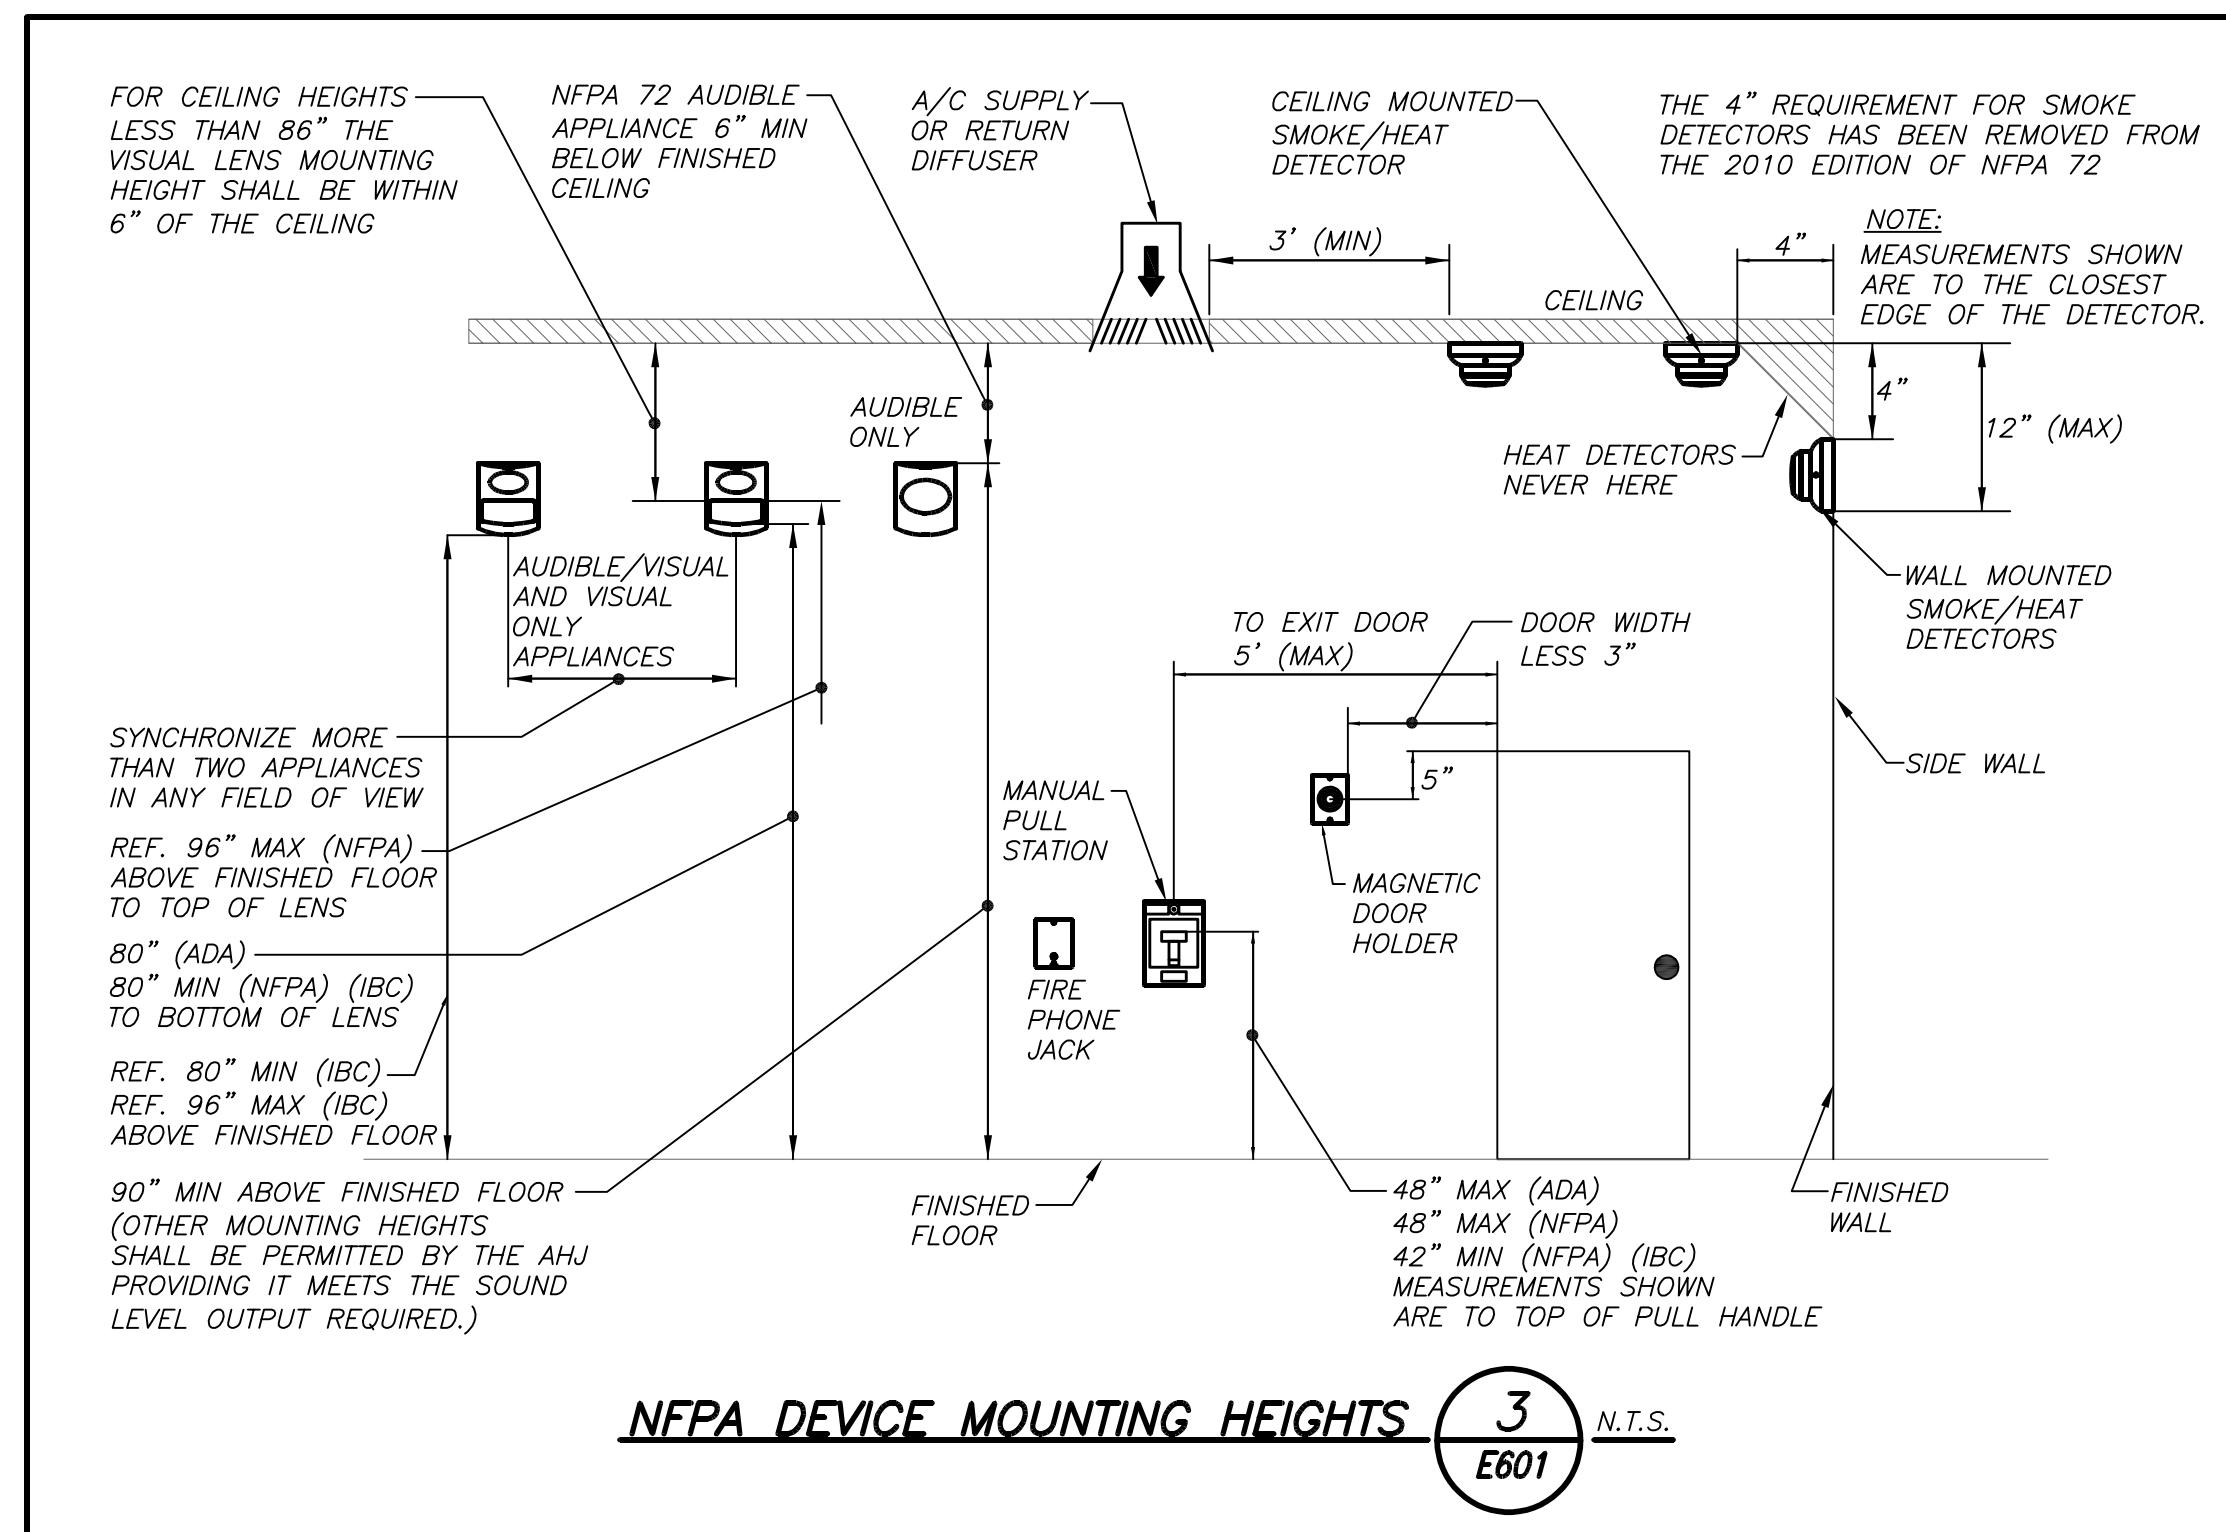 FOR CEILING HEIGHTS
LESS THAN 86” THE
VISUAL LENS MOUNTING
HEIGHT SHALL BE WITHIN
6” OF THE CEILING
NFPA 72 AUDIBLE
APPLIANCE 6” MIN
BELOW FINISHED
CEILING
A/C SUPPLY
OR RETURN
DIFFUSER
CEILING MOUNTED
SMOKE/HEAT
DETECTOR
THE 4” REQUIREMENT FOR SMOKE
DETECTORS HAS BEEN REMOVED FROM
THE 2010 EDITION OF NFPA 72
NOTE:
MEASUREMENTS SHOWN
ARE TO THE CLOSEST
EDGE OF THE DETECTOR.
3’ (MIN)
4”
CEILING
4”
12” (MAX)
AUDIBLE
ONLY
HEAT DETECTORS
NEVER HERE
AUDIBLE/VISUAL
AND VISUAL
ONLY
APPLIANCES
WALL MOUNTED
SMOKE/HEAT
DETECTORS
TO EXIT DOOR
5’ (MAX)
DOOR WIDTH
LESS 3”
SYNCHRONIZE MORE
THAN TWO APPLIANCES
IN ANY FIELD OF VIEW
SIDE WALL
5”
MANUAL
PULL
STATION
REF. 96” MAX (NFPA)
ABOVE FINISHED FLOOR
TO TOP OF LENS
MAGNETIC
DOOR
HOLDER
80” (ADA)
80” MIN (NFPA) (IBC)
TO BOTTOM OF LENS
FIRE
PHONE
JACK
REF. 80” MIN (IBC)
REF. 96” MAX (IBC)
ABOVE FINISHED FLOOR
90” MIN ABOVE FINISHED FLOOR
(OTHER MOUNTING HEIGHTS
SHALL BE PERMITTED BY THE AHJ
PROVIDING IT MEETS THE SOUND
LEVEL OUTPUT REQUIRED.)
FINISHED
FLOOR
48” MAX (ADA)
48” MAX (NFPA)
42” MIN (NFPA) (IBC)
MEASUREMENTS SHOWN
ARE TO TOP OF PULL HANDLE
FINISHED
WALL
NFPA DEVICE MOUNTING HEIGHTS
3
E601
N.T.S.